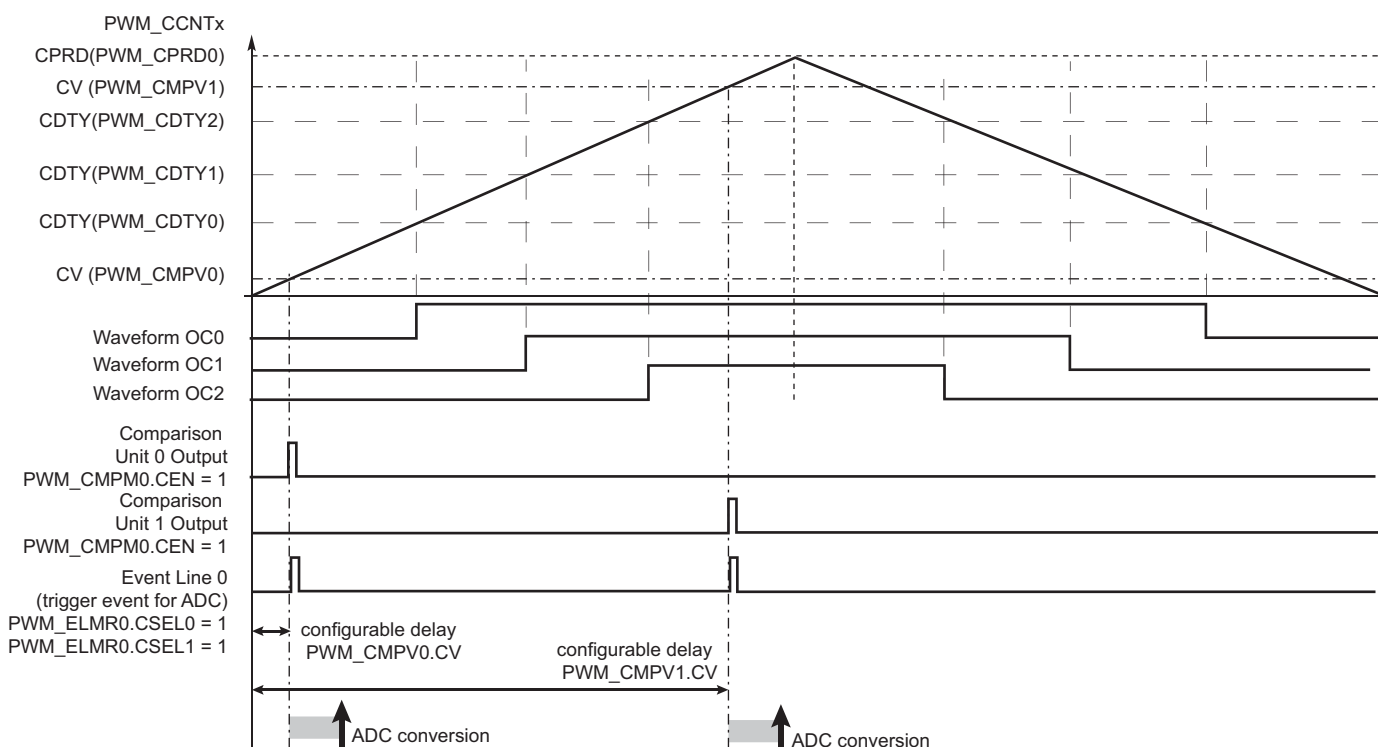 PWM_CCNTx
CPRD(PWM_CPRD0)
CV (PWM_CMPV1)
CDTY(PWM_CDTY2)
CDTY(PWM_CDTY1)
CDTY(PWM_CDTY0)
CV (PWM_CMPV0)
Waveform OC0
Waveform OC1
Waveform OC2
Comparison
Unit 0 Output
PWM_CMPM0.CEN = 1
Comparison
Unit 1 Output
PWM_CMPM0.CEN = 1
Event Line 0
(trigger event for ADC)
PWM_ELMR0.CSEL0 = 1
PWM_ELMR0.CSEL1 = 1
configurable delay
PWM_CMPV0.CV
configurable delay
PWM_CMPV1.CV
ADC conversion
ADC conversion